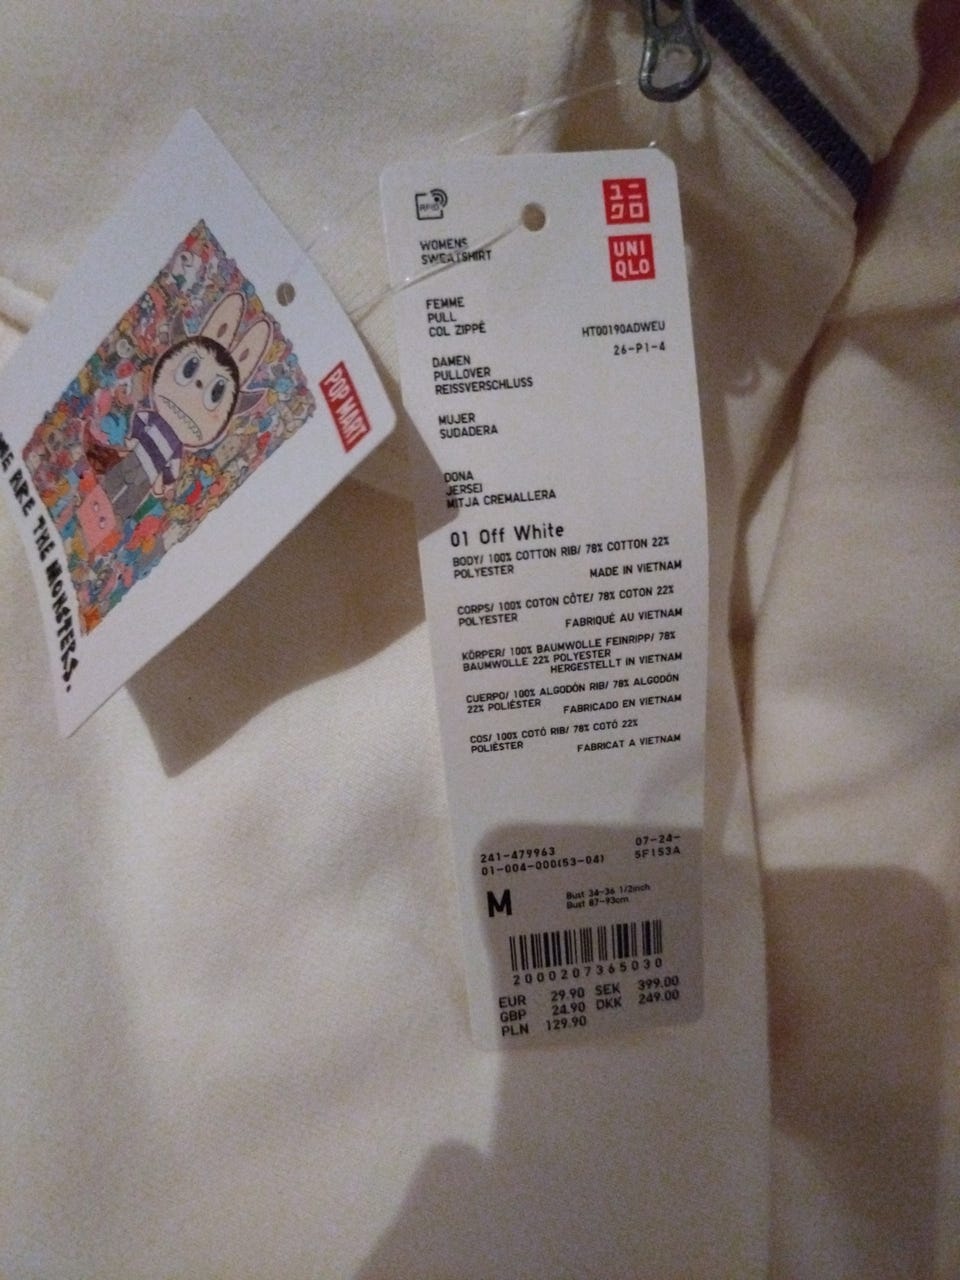 RFID
ユニ
クロ
UNI
QLO
WOMENS
SWEATSHIRT
FEMME
PULL
COL ZIPPÉ
HT00190ADWEU
26-P1-4
DAMEN
PULLOVER
REISSVERSCHLUSS
MUJER
SUDADERA
DONA
JERSEI
MITJA CREMALLERA
01 Off White
BODY/ 100% COTTON RIB/ 78% COTTON 22%
POLYESTER
MADE IN VIETNAM
CORPS/ 100% COTON CÔTE/ 78% COTON 22%
POLYESTER
FABRIQUÉ AU VIETNAM
KÖRPER/ 100% BAUMWOLLE FEINRIPP/ 78%
BAUMWOLLE 22% POLYESTER
HERGESTELLT IN VIETNAM
CUERPO/ 100% ALGODÓN RIB/ 78% ALGODÓN
22% POLIÉSTER
FABRICADO EN VIETNAM
COS/ 100% COTÓ RIB/ 78% COTÓ 22%
POLIÈSTER
FABRICAT A VIETNAM
241-479963
01-004-000(53-04)
07-24-
5F153A
M
Bust 34-36 1/2inch
Bust 87-93cm
2000207365030
EUR 29.90 SEK 399.00
GBP 24.90 DKK 249.00
PLN 129.90
POP MART
ARE THE MONSTERS.